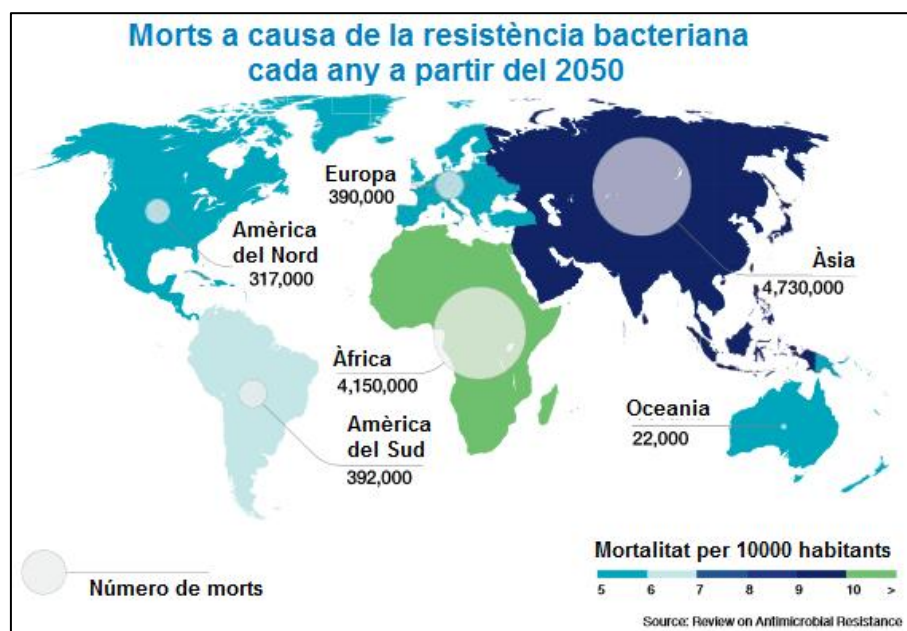 Morts a causa de la resistència bacteriana
cada any a partir del 2050
Europa
390,000
Amèrica
del Nord
317,000
Àsia
4,730,000
Àfrica
4,150,000
Oceania
22,000
Amèrica
del Sud
392,000
Número de morts
Mortalitat per 10000 habitants
5 6 7 8 9 10 >
Source: Review on Antimicrobial Resistance